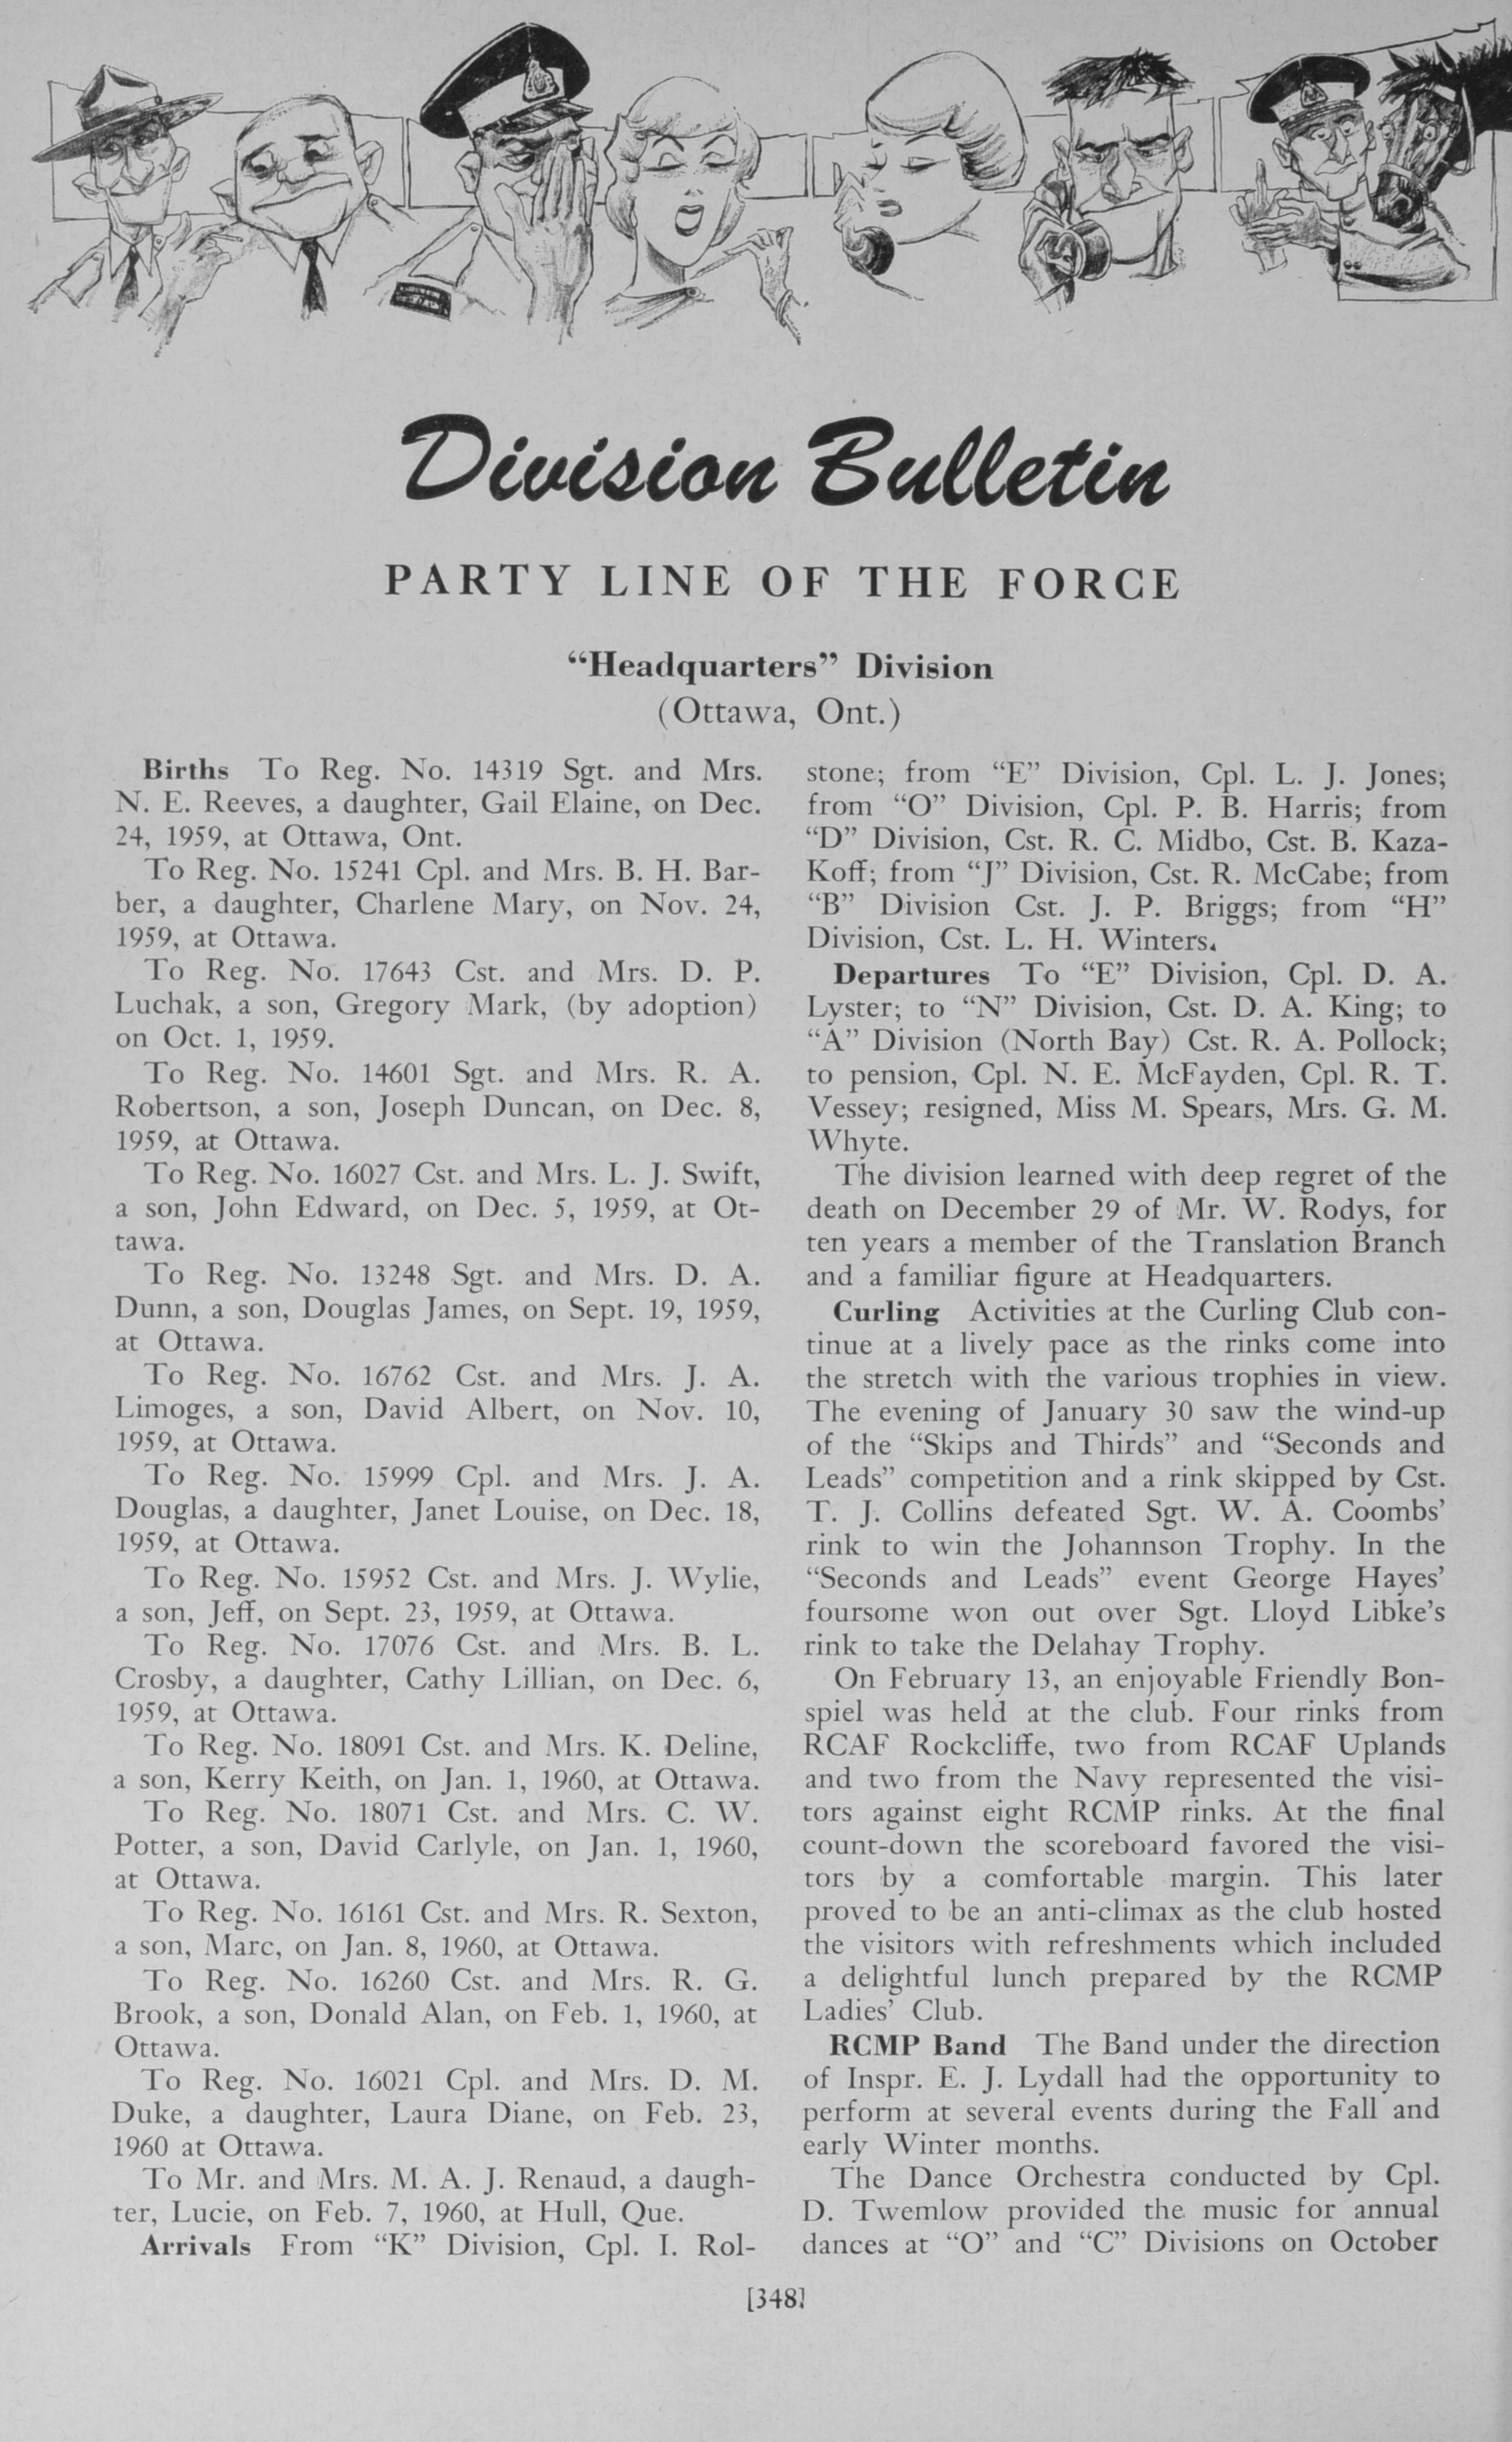 Division Bulletin
PARTY LINE OF THE FORCE
“Headquarters” Division
(Ottawa, Ont.)
Births To Reg. No. 14319 Sgt. and Mrs.
N. E. Reeves, a daughter, Gail Elaine, on Dec.
24, 1959, at Ottawa, Ont.
To Reg. No. 15241 Cpl. and Mrs. B. H. Bar-
ber, a daughter, Charlene Mary, on Nov. 24,
1959, at Ottawa.
To Reg. No. 17643 Cst. and Mrs. D. P.
Luchak, a son, Gregory Mark, (by adoption)
on Oct. 1, 1959.
To Reg. No. 14601 Sgt. and Mrs. R. A.
Robertson, a son, Joseph Duncan, on Dec. 8,
1959, at Ottawa.
To Reg. No. 16027 Cst. and Mrs. L. J. Swift,
a son, John Edward, on Dec. 5, 1959, at Ot-
tawa.
To Reg. No. 13248 Sgt. and Mrs. D. A.
Dunn, a son, Douglas James, on Sept. 19, 1959,
at Ottawa.
To Reg. No. 16762 Cst. and Mrs. J. A.
Limoges, a son, David Albert, on Nov. 10,
1959, at Ottawa.
To Reg. No. 15999 Cpl. and Mrs. J. A.
Douglas, a daughter, Janet Louise, on Dec. 18,
1959, at Ottawa.
To Reg. No. 15952 Cst. and Mrs. J. Wylie,
a son, Jeff, on Sept. 23, 1959, at Ottawa.
To Reg. No. 17076 Cst. and Mrs. B. L.
Crosby, a daughter, Cathy Lillian, on Dec. 6,
1959, at Ottawa.
To Reg. No. 18091 Cst. and Mrs. K. Deline,
a son, Kerry Keith, on Jan. 1, 1960, at Ottawa.
To Reg. No. 18071 Cst. and Mrs. C. W.
Potter, a son, David Carlyle, on Jan. 1, 1960,
at Ottawa.
To Reg. No. 16161 Cst. and Mrs. R. Sexton,
a son, Marc, on Jan. 8, 1960, at Ottawa.
To Reg. No. 16260 Cst. and Mrs. R. G.
Brook, a son, Donald Alan, on Feb. 1, 1960, at
Ottawa.
To Reg. No. 16021 Cpl. and Mrs. D. M.
Duke, a daughter, Laura Diane, on Feb. 23,
1960 at Ottawa.
To Mr. and Mrs. M. A. J. Renaud, a daugh-
ter, Lucie, on Feb. 7, 1960, at Hull, Que.
Arrivals From “K” Division, Cpl. I. Rol-
stone; from “E” Division, Cpl. L. J. Jones;
from “O” Division, Cpl. P. B. Harris; from
“D” Division, Cst. R. C. Midbo, Cst. B. Kaza-
Koff; from “J” Division, Cst. R. McCabe; from
“B” Division Cst. J. P. Briggs; from “H”
Division, Cst. L. H. Winters.
Departures To “E” Division, Cpl. D. A.
Lyster; to “N” Division, Cst. D. A. King; to
“A” Division (North Bay) Cst. R. A. Pollock;
to pension, Cpl. N. E. McFayden, Cpl. R. T.
Vessey; resigned, Miss M. Spears, Mrs. G. M.
Whyte.
The division learned with deep regret of the
death on December 29 of Mr. W. Rodys, for
ten years a member of the Translation Branch
and a familiar figure at Headquarters.
Curling Activities at the Curling Club con-
tinue at a lively pace as the rinks come into
the stretch with the various trophies in view.
The evening of January 30 saw the wind-up
of the “Skips and Thirds” and “Seconds and
Leads” competition and a rink skipped by Cst.
T. J. Collins defeated Sgt. W. A. Coombs’
rink to win the Johannson Trophy. In the
“Seconds and Leads” event George Hayes’
foursome won out over Sgt. Lloyd Libke’s
rink to take the Delahay Trophy.
On February 13, an enjoyable Friendly Bon-
spiel was held at the club. Four rinks from
RCAF Rockcliffe, two from RCAF Uplands
and two from the Navy represented the visi-
tors against eight RCMP rinks. At the final
count-down the scoreboard favored the visi-
tors by a comfortable margin. This later
proved to be an anti-climax as the club hosted
the visitors with refreshments which included
a delightful lunch prepared by the RCMP
Ladies’ Club.
RCMP Band The Band under the direction
of Inspr. E. J. Lydall had the opportunity to
perform at several events during the Fall and
early Winter months.
The Dance Orchestra conducted by Cpl.
D. Twemlow provided the music for annual
dances at “O” and “C” Divisions on October
[348]